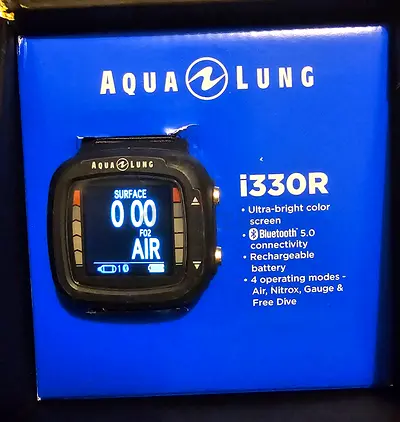 AQUA LUNG
AQUA LUNG
SURFACE
0 00
FO2
AIR
i330R
• Ultra-bright color
screen
• Bluetooth® 5.0
connectivity
• Rechargeable
battery
• 4 operating modes -
Air, Nitrox, Gauge &
Free Dive